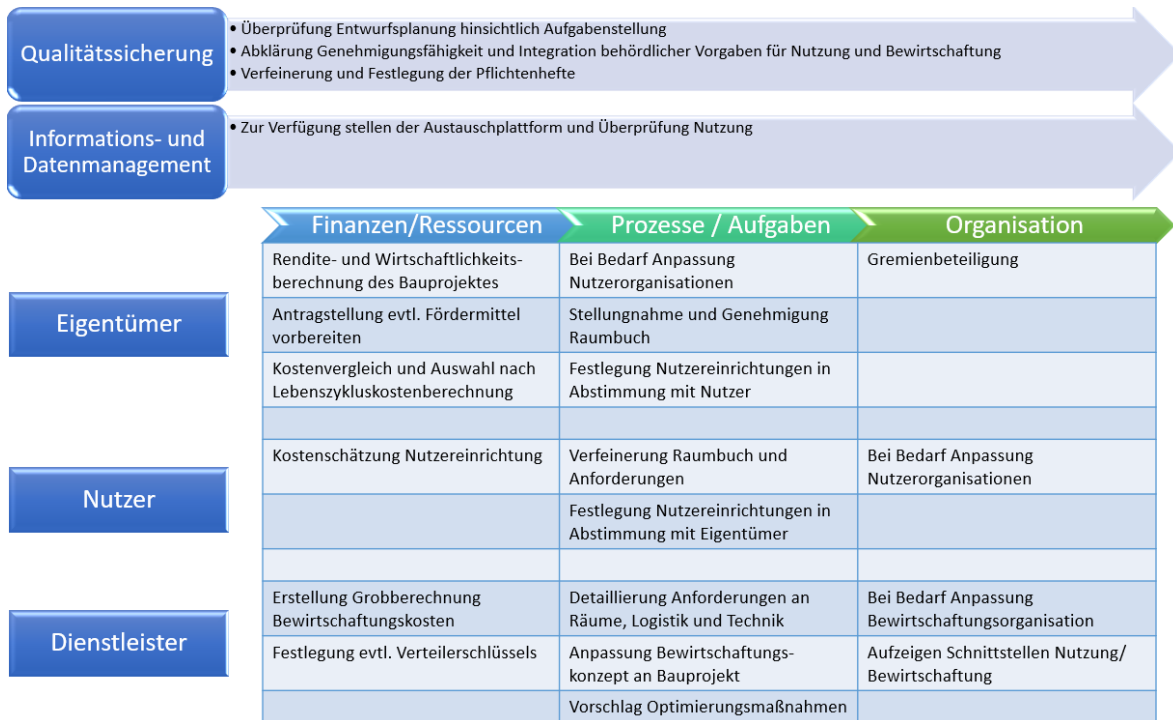 Qualitätssicherung
• Überprüfung Entwurfsplanung hinsichtlich Aufgabenstellung
• Abklärung Genehmigungsfähigkeit und Integration behördlicher Vorgaben für Nutzung und Bewirtschaftung
• Verfeinerung und Festlegung der Pflichtenhefte
Informations- und
Datenmanagement
• Zur Verfügung stellen der Austauschplattform und Überprüfung Nutzung
Finanzen/Ressourcen
Prozesse / Aufgaben
Organisation
Eigentümer
Rendite- und Wirtschaftlichkeits-
berechnung des Bauprojektes
Bei Bedarf Anpassung
Nutzerorganisationen
Gremienbeteiligung
Antragstellung evtl. Fördermittel
vorbereiten
Stellungnahme und Genehmigung
Raumbuch
Kostenvergleich und Auswahl nach
Lebenszykluskostenberechnung
Festlegung Nutzereinrichtungen in
Abstimmung mit Nutzer
Nutzer
Kostenschätzung Nutzereinrichtung
Verfeinerung Raumbuch und
Anforderungen
Bei Bedarf Anpassung
Nutzerorganisationen
Festlegung Nutzereinrichtungen in
Abstimmung mit Eigentümer
Dienstleister
Erstellung Grobberechnung
Bewirtschaftungskosten
Detaillierung Anforderungen an
Räume, Logistik und Technik
Bei Bedarf Anpassung
Bewirtschaftungsorganisation
Festlegung evtl. Verteilerschlüssels
Anpassung Bewirtschaftungs-
konzept an Bauprojekt
Aufzeigen Schnittstellen Nutzung/
Bewirtschaftung
Vorschlag Optimierungsmaßnahmen